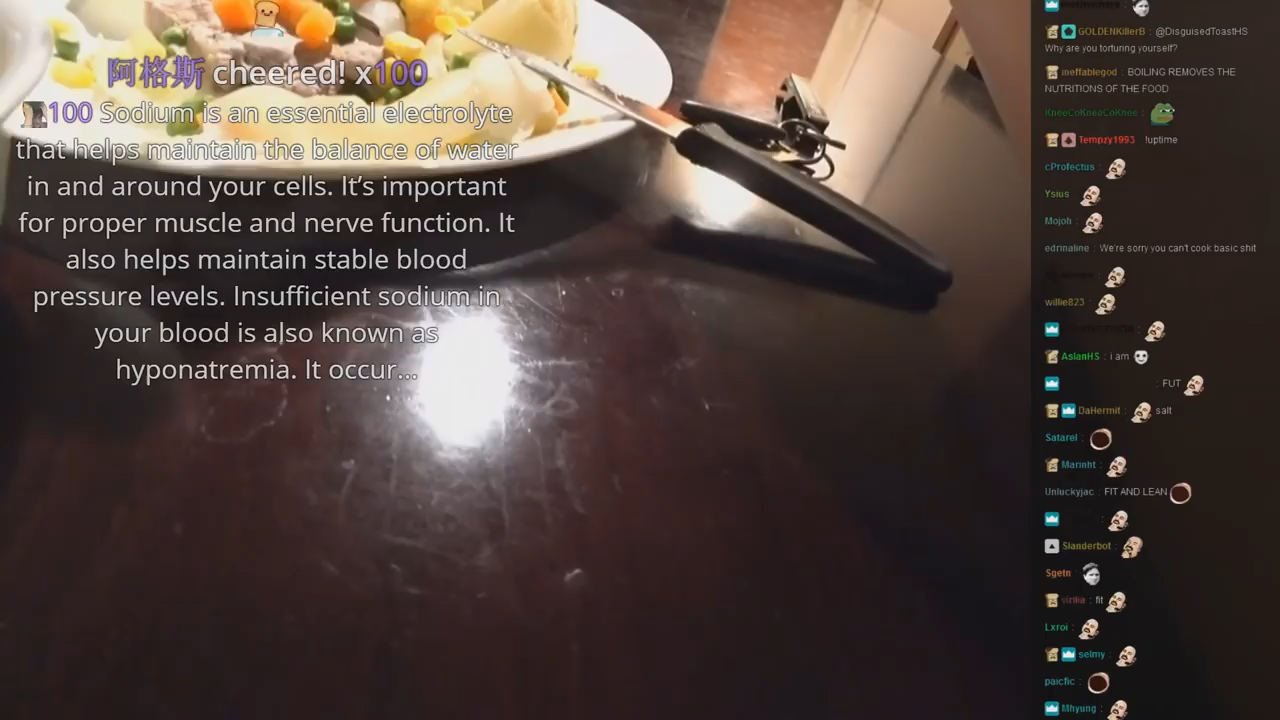 阿格斯 cheered! x100
100 Sodium is an essential electrolyte
that helps maintain the balance of water
in and around your cells. It's important
for proper muscle and nerve function. It
also helps maintain stable blood
pressure levels. Insufficient sodium in
your blood is also known as
hyponatremia. It occur...
GOLDENKillerB : @DisguisedToastHS
Why are you torturing yourself?
ineffablegod : BOILING REMOVES THE
NUTRITIONS OF THE FOOD
KneeCoKneeCoKnee :
Tempzy1993 !uptime
cProfectus :
Ysius
Mojoh :
edrinaline : We're sorry you can't cook basic shit
willie823 :
AsianHS : i am
: FUT
DaHermit : salt
Satarel :
Marinht :
Unluckyjac : FIT AND LEAN
:
Slanderbot :
Sgetn :
: fit
Lxroi :
selmy :
paicfic :
Mhyung :